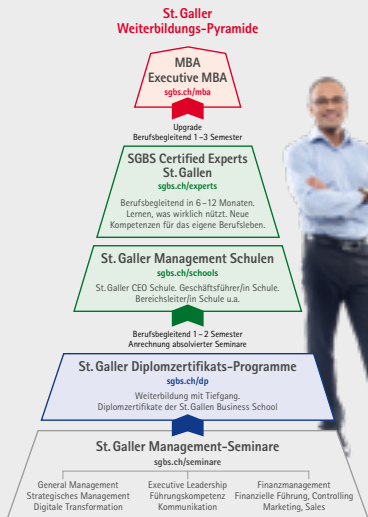 St. Galler
Weiterbildungs-Pyramide
MBA
Executive MBA
sgbs.ch/mba
Upgrade
Berufsbegleitend 1–3 Semester
SGBS Certified Experts
St. Gallen
sgbs.ch/experts
Berufsbegleitend in 6–12 Monaten.
Lernen, was wirklich nützt. Neue
Kompetenzen für das eigene Berufsleben.
St. Galler Management Schulen
sgbs.ch/schools
St. Galler CEO Schule. Geschäftsführer/in Schule.
Bereichsleiter/in Schule u.a.
Berufsbegleitend 1–2 Semester
Anrechnung absolvierter Seminare
St. Galler Diplomzertifikats-Programme
sgbs.ch/dp
Weiterbildung mit Tiefgang.
Diplomzertifikate der St. Gallen Business School
St. Galler Management-Seminare
sgbs.ch/seminare
General Management
Strategisches Management
Digitale Transformation
Executive Leadership
Führungskompetenz
Kommunikation
Finanzmanagement
Finanzielle Führung, Controlling
Marketing, Sales